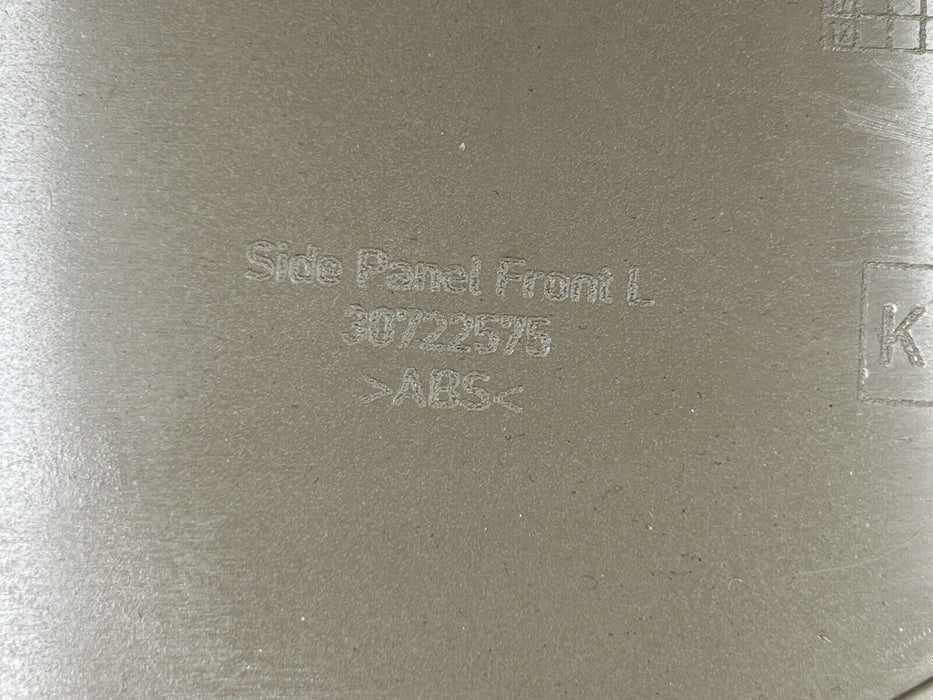 Side Panel Front L
30722575
>ABS<
K